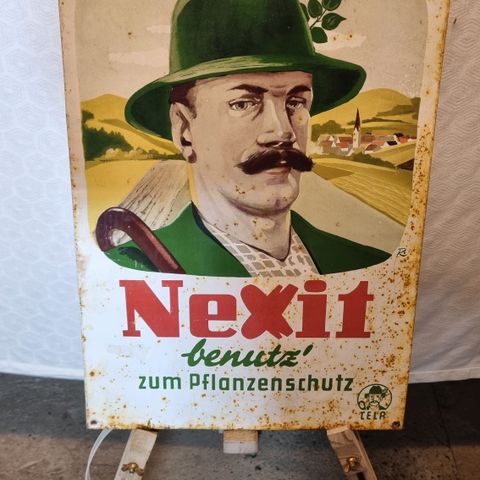 Nexit
benutz'
zum Pflanzenschutz
CELA